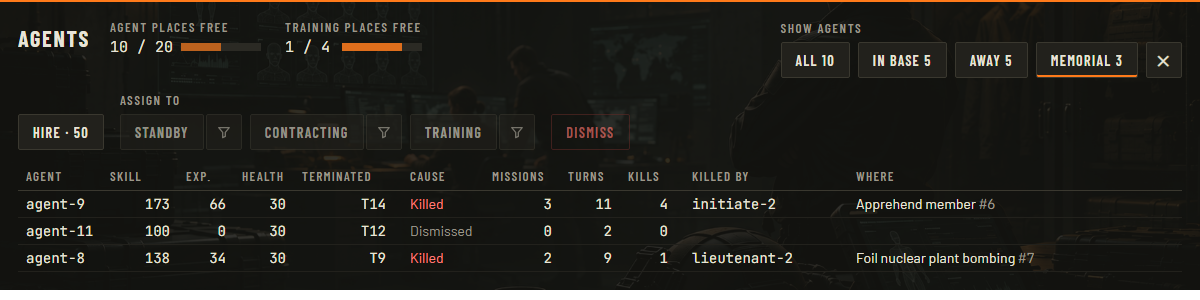 AGENTS
AGENT PLACES FREE
10 / 20
TRAINING PLACES FREE
1 / 4
SHOW AGENTS
ALL 10 IN BASE 5 AWAY 5 MEMORIAL 3 ✕
ASSIGN TO
HIRE · 50 STANDBY CONTRACTING TRAINING DISMISS
AGENT SKILL EXP. HEALTH TERMINATED CAUSE MISSIONS TURNS KILLS KILLED BY WHERE
agent-9 173 66 30 T14 Killed 3 11 4 initiate-2 Apprehend member #6
agent-11 100 0 30 T12 Dismissed 0 2 0
agent-8 138 34 30 T9 Killed 2 9 1 lieutenant-2 Foil nuclear plant bombing #7